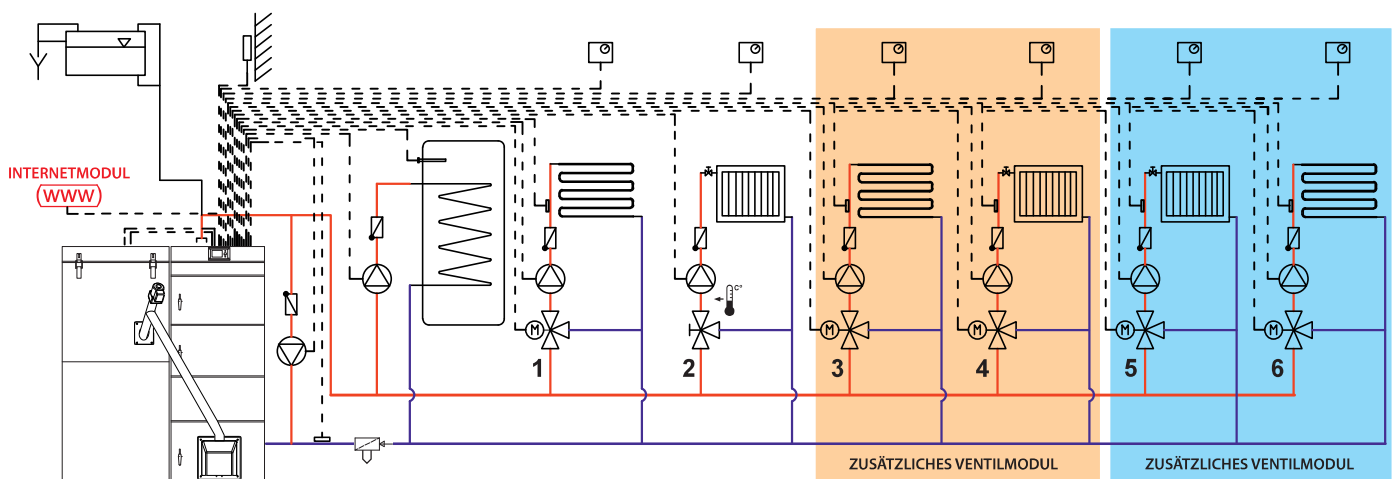 INTERNETMODUL
WWW
C°
M
M
M
M
M
1
2
3
4
5
6
ZUSÄTZLICHES VENTILMODUL
ZUSÄTZLICHES VENTILMODUL